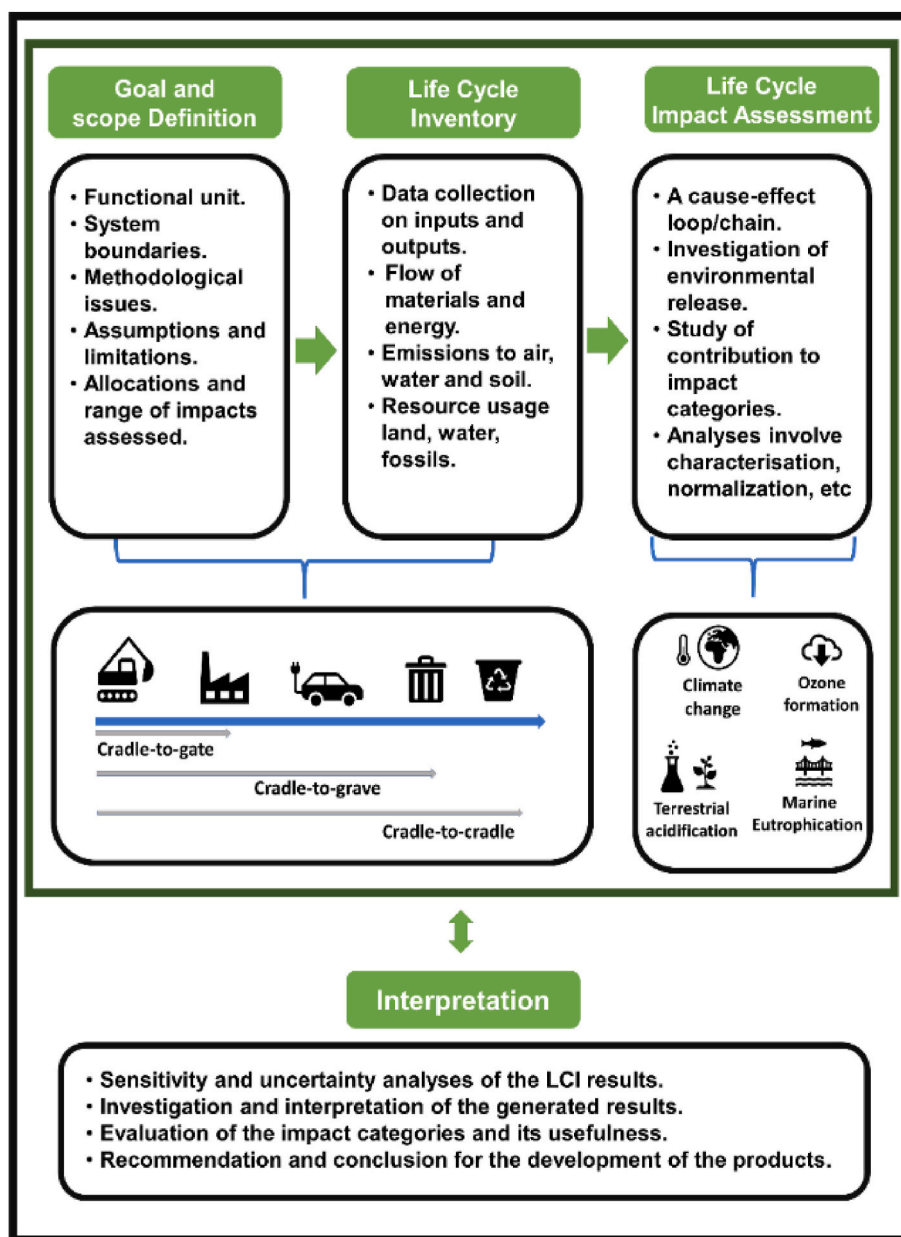 Goal and
scope Definition
Life Cycle
Inventory
Life Cycle
Impact Assessment
• Functional unit.
• System
boundaries.
• Methodological
issues.
• Assumptions and
limitations.
• Allocations and
range of impacts
assessed.
• Data collection
on inputs and
outputs.
• Flow of
materials and
energy.
• Emissions to air,
water and soil.
• Resource usage
land, water,
fossils.
• A cause-effect
loop/chain.
• Investigation of
environmental
release.
• Study of
contribution to
impact
categories.
• Analyses involve
characterisation,
normalization, etc
Cradle-to-gate
Cradle-to-grave
Cradle-to-cradle
Climate
change
Ozone
formation
Terrestrial
acidification
Marine
Eutrophication
Interpretation
• Sensitivity and uncertainty analyses of the LCI results.
• Investigation and interpretation of the generated results.
• Evaluation of the impact categories and its usefulness.
• Recommendation and conclusion for the development of the products.